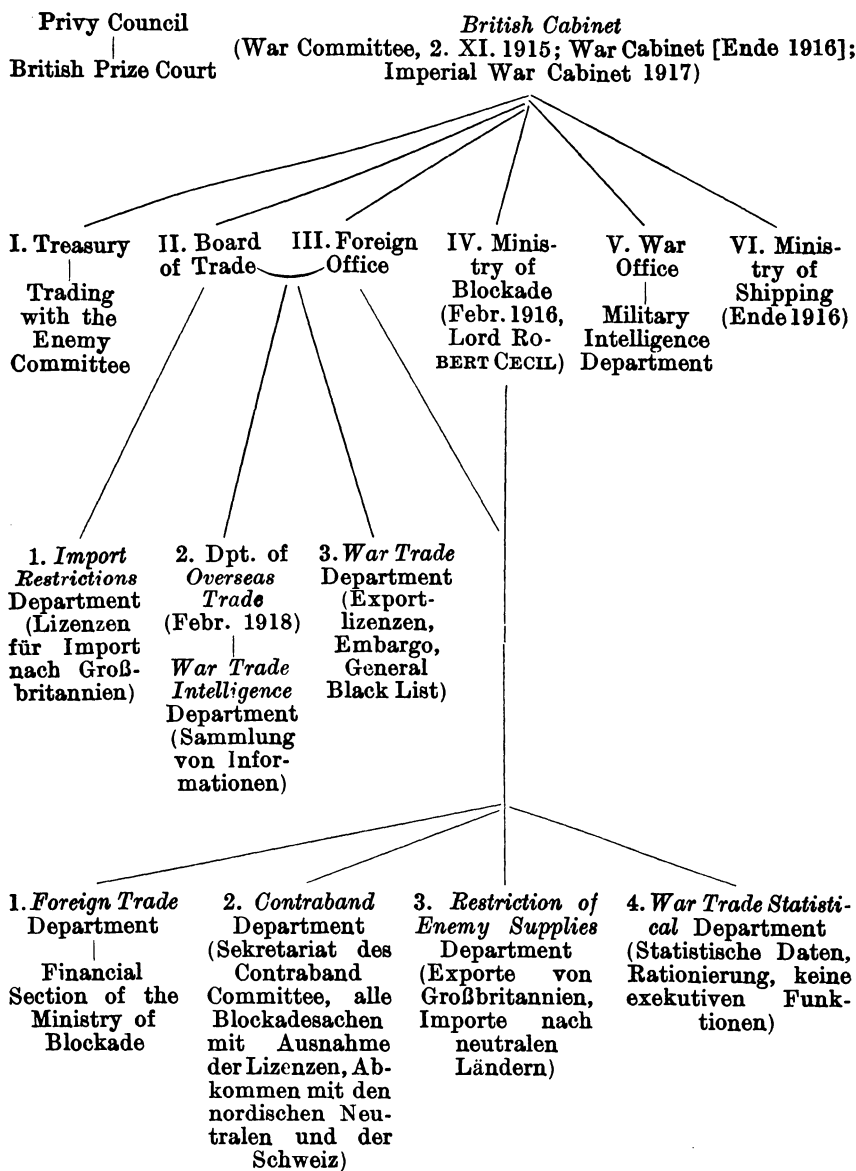 Privy Council
British Prize Court
British Cabinet
(War Committee, 2. XI. 1915; War Cabinet [Ende 1916];
Imperial War Cabinet 1917)
I. Treasury
Trading
with the
Enemy
Committee
II. Board
of Trade
III. Foreign
Office
IV. Minis-
try of
Blockade
(Febr. 1916,
Lord Ro-
bert Cecil)
V. War
Office
Military
Intelligence
Department
VI. Minis-
try of
Shipping
(Ende 1916)
1. Import
Restrictions
Department
(Lizenzen
für Import
nach Groß-
britannien)
2. Dpt. of
Overseas
Trade
(Febr. 1918)
War Trade
Intelligence
Department
(Sammlung
von Infor-
mationen)
3. War Trade
Department
(Export-
lizenzen,
Embargo,
General
Black List)
1. Foreign Trade
Department
Financial
Section of the
Ministry of
Blockade
2. Contraband
Department
(Sekretariat des
Contraband
Committee, alle
Blockadesachen
mit Ausnahme
der Lizenzen, Ab-
kommen mit den
nordischen Neu-
tralen und der
Schweiz)
3. Restriction of
Enemy Supplies
Department
(Exporte von
Großbritannien,
Importe nach
neutralen
Ländern)
4. War Trade Statisti-
cal Department
(Statistische Daten,
Rationierung, keine
exekutiven Funk-
tionen)